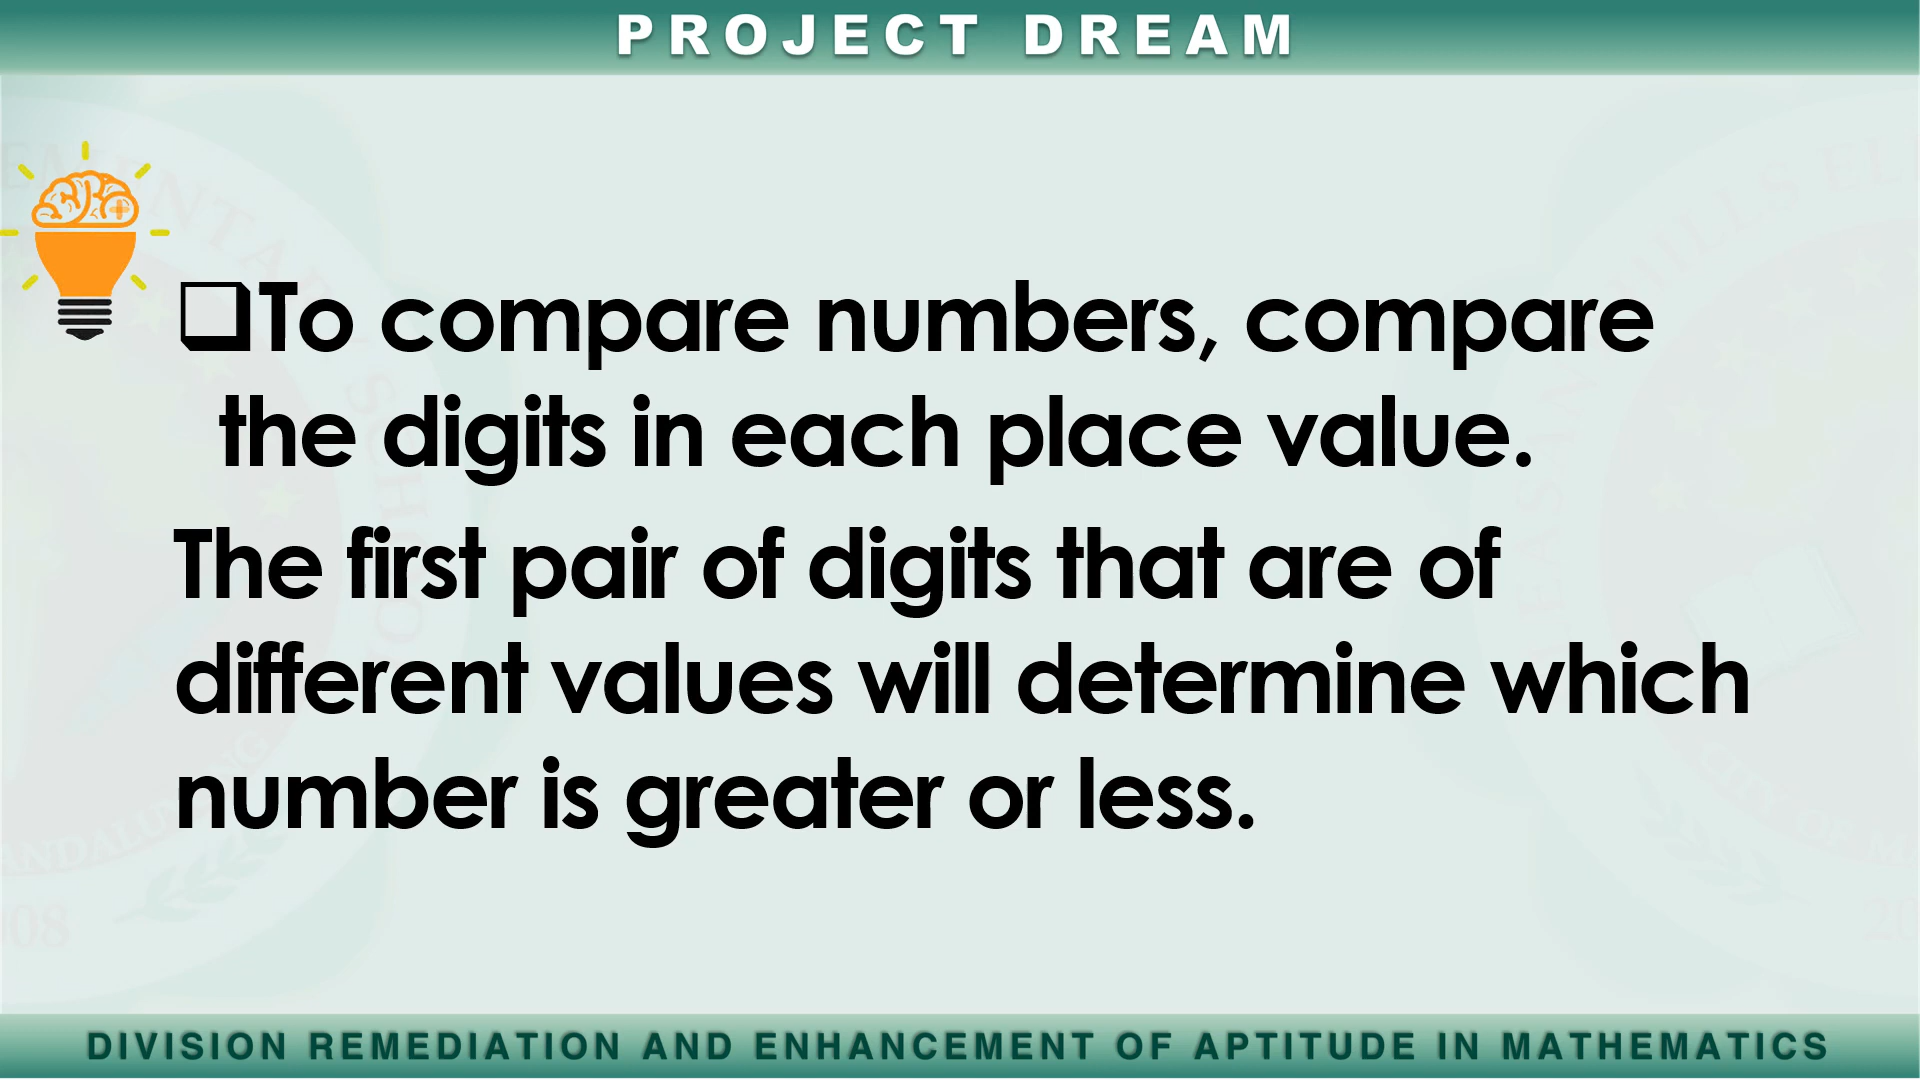 PROJECT DREAM
❑To compare numbers, compare
the digits in each place value.
The first pair of digits that are of
different values will determine which
number is greater or less.
DIVISION REMEDIATION AND ENHANCEMENT OF APTITUDE IN MATHEMATICS